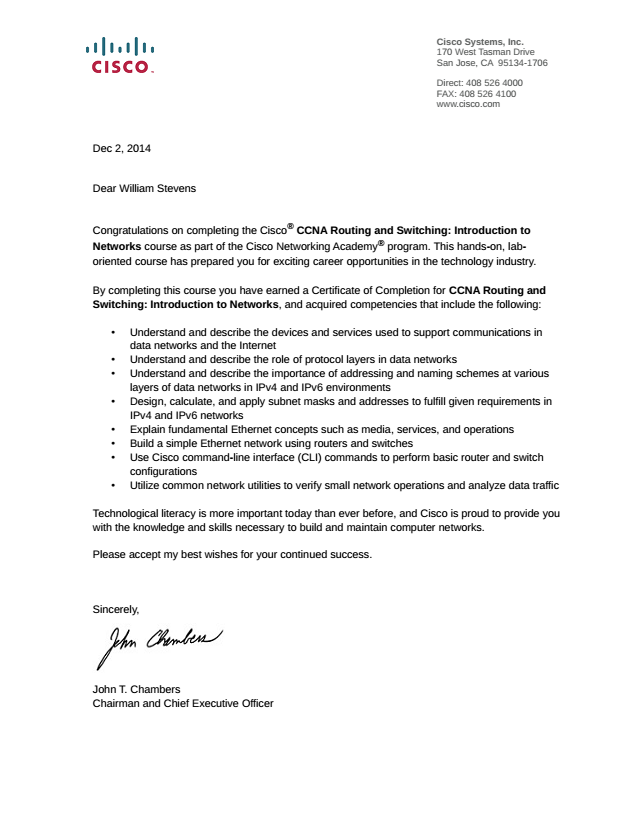 CISCO
Cisco Systems, Inc.
170 West Tasman Drive
San Jose, CA 95134-1706
Direct: 408 526 4000
FAX: 408 526 4100
www.cisco.com
Dec 2, 2014
Dear William Stevens
Congratulations on completing the Cisco® CCNA Routing and Switching: Introduction to
Networks course as part of the Cisco Networking Academy® program. This hands-on, lab-
oriented course has prepared you for exciting career opportunities in the technology industry.
By completing this course you have earned a Certificate of Completion for CCNA Routing and
Switching: Introduction to Networks, and acquired competencies that include the following:
• Understand and describe the devices and services used to support communications in
data networks and the Internet
• Understand and describe the role of protocol layers in data networks
• Understand and describe the importance of addressing and naming schemes at various
layers of data networks in IPv4 and IPv6 environments
• Design, calculate, and apply subnet masks and addresses to fulfill given requirements in
IPv4 and IPv6 networks
• Explain fundamental Ethernet concepts such as media, services, and operations
• Build a simple Ethernet network using routers and switches
• Use Cisco command-line interface (CLI) commands to perform basic router and switch
configurations
• Utilize common network utilities to verify small network operations and analyze data traffic
Technological literacy is more important today than ever before, and Cisco is proud to provide you
with the knowledge and skills necessary to build and maintain computer networks.
Please accept my best wishes for your continued success.
Sincerely,
John Chambers
John T. Chambers
Chairman and Chief Executive Officer